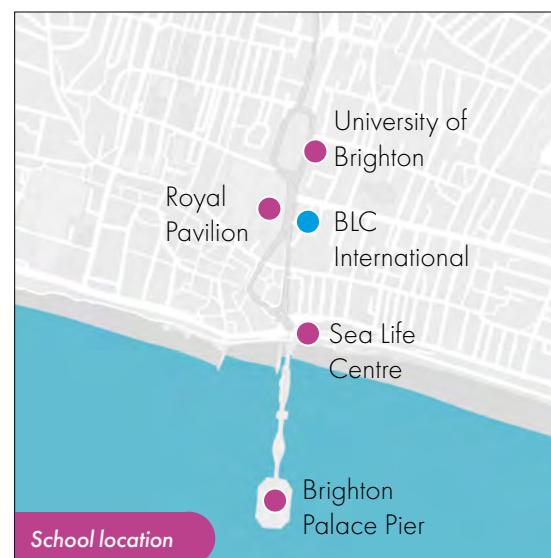 University of
Brighton
Royal
Pavilion
BLC
International
Sea Life
Centre
Brighton
Palace Pier
School location